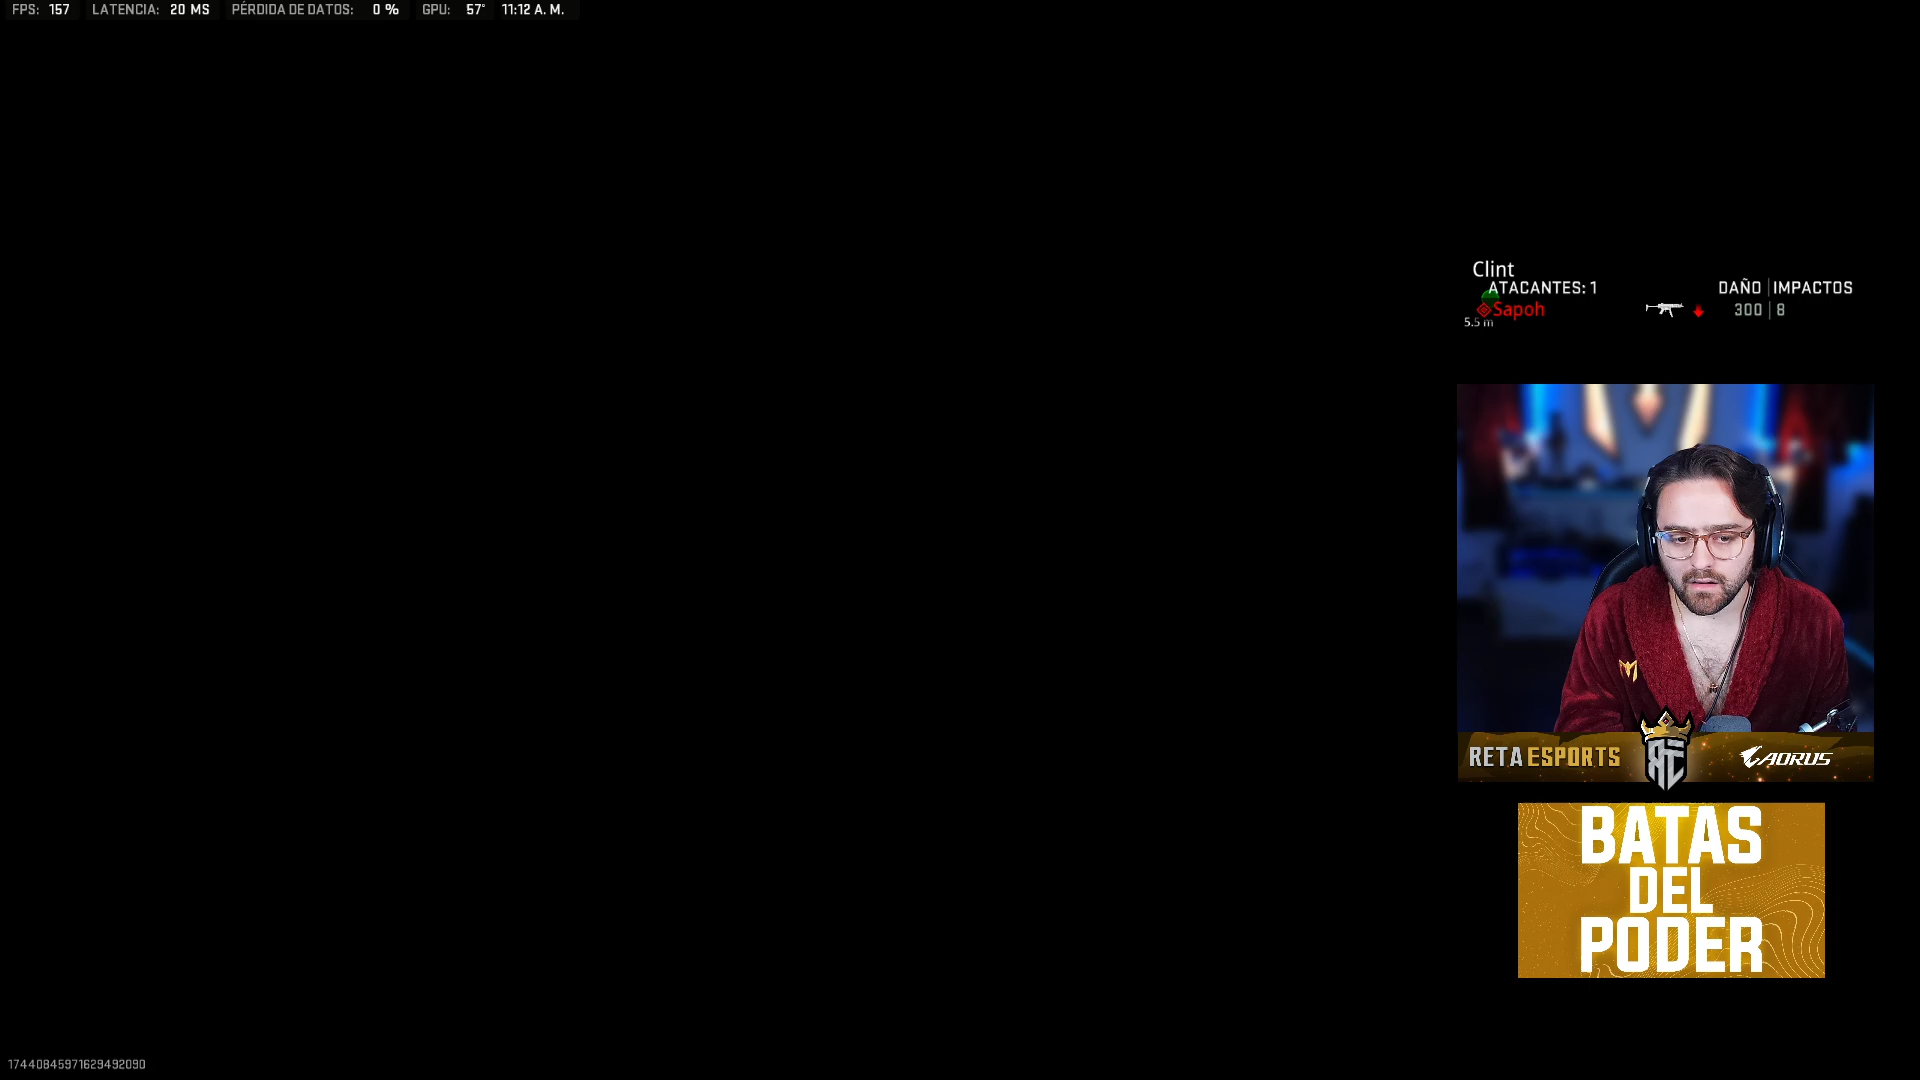 FPS: 157 LATENCIA: 20 MS PÉRDIDA DE DATOS: 0 % GPU: 57° 11:12 A. M.
Clint
ATACANTES: 1 DAÑO IMPACTOS
Sapoh 300 8
5.5 m
RETA ESPORTS AORUS
BATAS
DEL
PODER
17440845971629492090